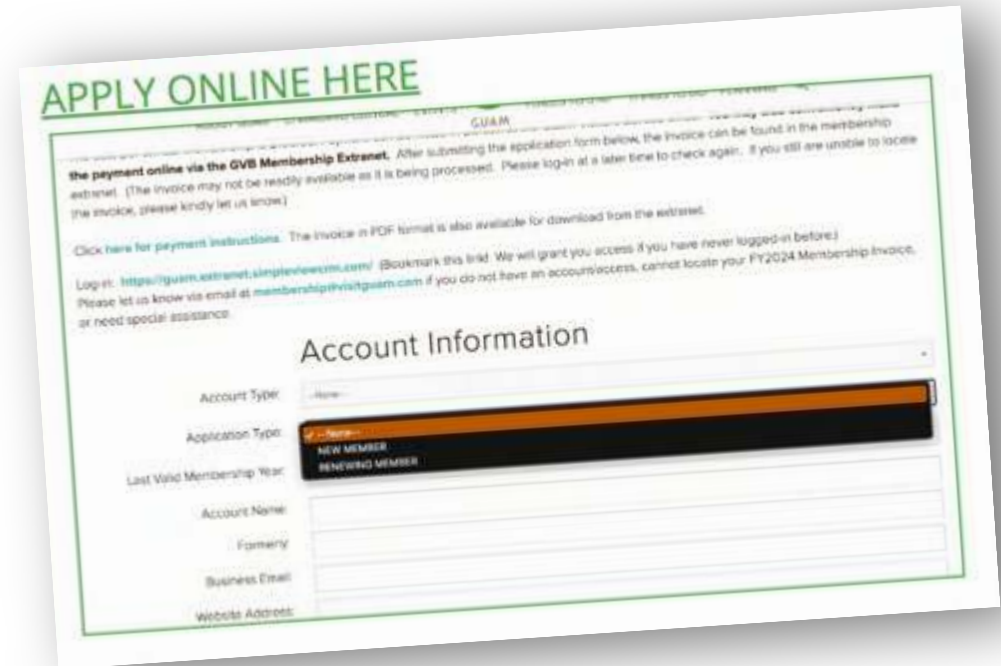 APPLY ONLINE HERE
GUAM
the payment online via the GVB Membership Extranet. After submitting the application form below, the invoice can be found in the membership
extranet. (The invoice may not be readily available as it is being processed. Please log-in at a later time to check again. If you still are unable to locate
the invoice, please kindly let us know.)
Click here for payment instructions. The invoice in PDF format is also available for download from the extranet.
Log-in: https://guam.extranet.simpleviewcrm.com/ (Bookmark this link! We will grant you access if you have never logged-in before.)
Please let us know via email at membership@visitguam.com if you do not have an account/access, cannot locate your FY2024 Membership Invoice,
or need special assistance.
Account Information
Account Type: --None--
Application Type: --None--
NEW MEMBER
RENEWING MEMBER
Last Valid Membership Year:
Account Name:
Formerly:
Business Email:
Website Address: